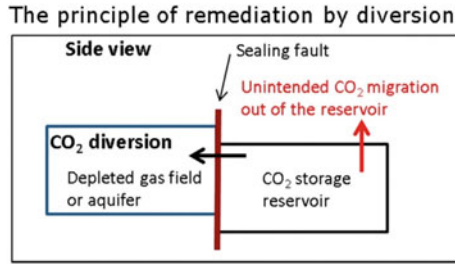 The principle of remediation by diversion
Side view
Sealing fault
Unintended CO₂ migration
out of the reservoir
CO₂ diversion
Depleted gas field
or aquifer
CO₂ storage
reservoir